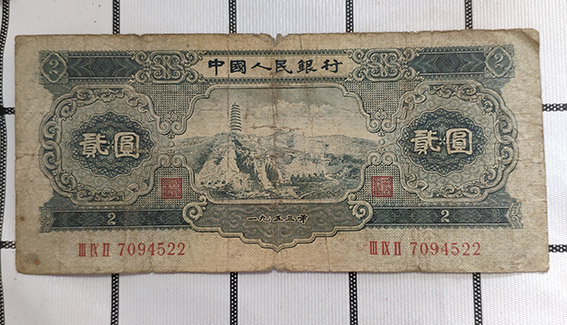 2 中國人民銀行 2
貳圓 貳圓
2 一九五三年 2
III IX II 7094522 III IX II 7094522